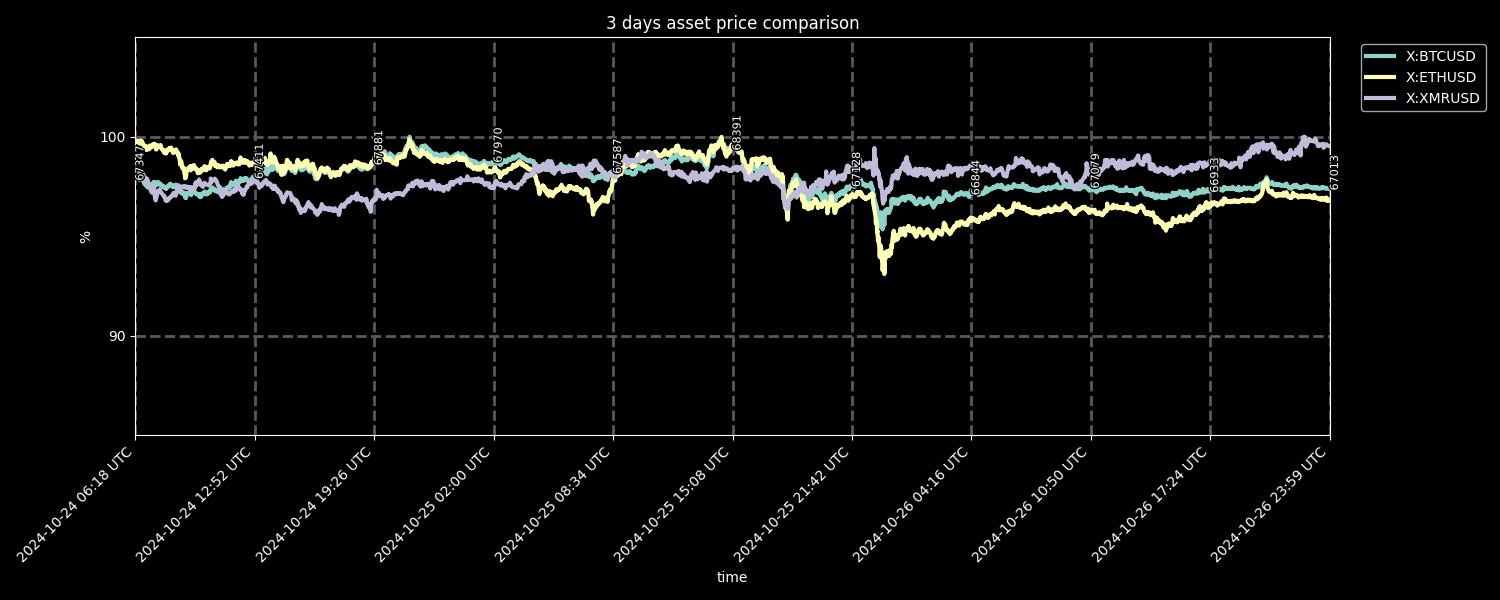 3 days asset price comparison
X:BTCUSD
X:ETHUSD
X:XMRUSD
100
90
%
67347
67411
67881
67970
67587
68391
67128
66844
67079
66933
67013
2024-10-24 06:18 UTC
2024-10-24 12:52 UTC
2024-10-24 19:26 UTC
2024-10-25 02:00 UTC
2024-10-25 08:34 UTC
2024-10-25 15:08 UTC
2024-10-25 21:42 UTC
2024-10-26 04:16 UTC
2024-10-26 10:50 UTC
2024-10-26 17:24 UTC
2024-10-26 23:59 UTC
time